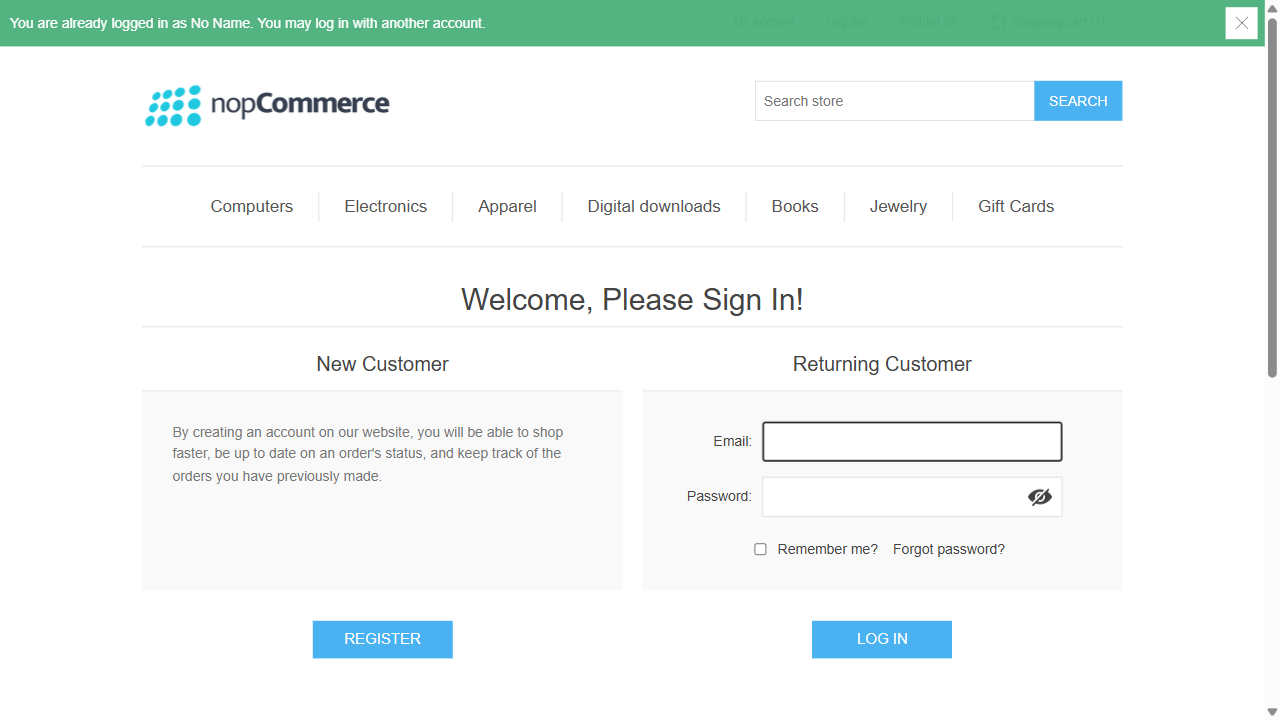 You are already logged in as No Name. You may log in with another account.
My account Log out Wishlist (0) Shopping cart
nopCommerce
Search store SEARCH
Computers Electronics Apparel Digital downloads Books Jewelry Gift Cards
Welcome, Please Sign In!
New Customer
By creating an account on our website, you will be able to shop
faster, be up to date on an order's status, and keep track of the
orders you have previously made.
REGISTER
Returning Customer
Email:
Password:
Remember me? Forgot password?
LOG IN